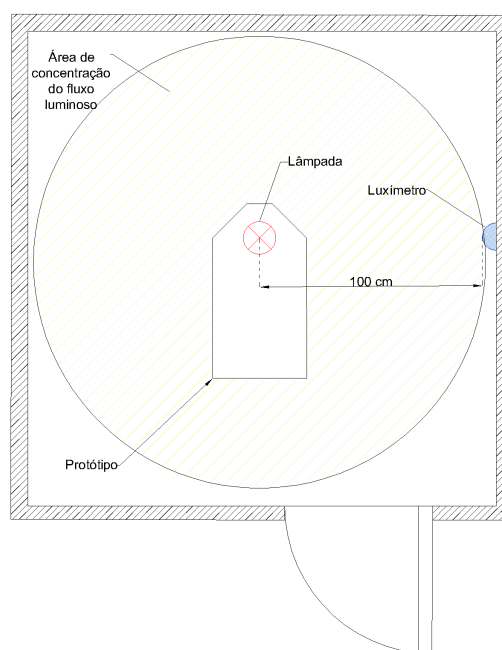 Área de
concentração
do fluxo
luminoso
Lâmpada
Luxímetro
100 cm
Protótipo